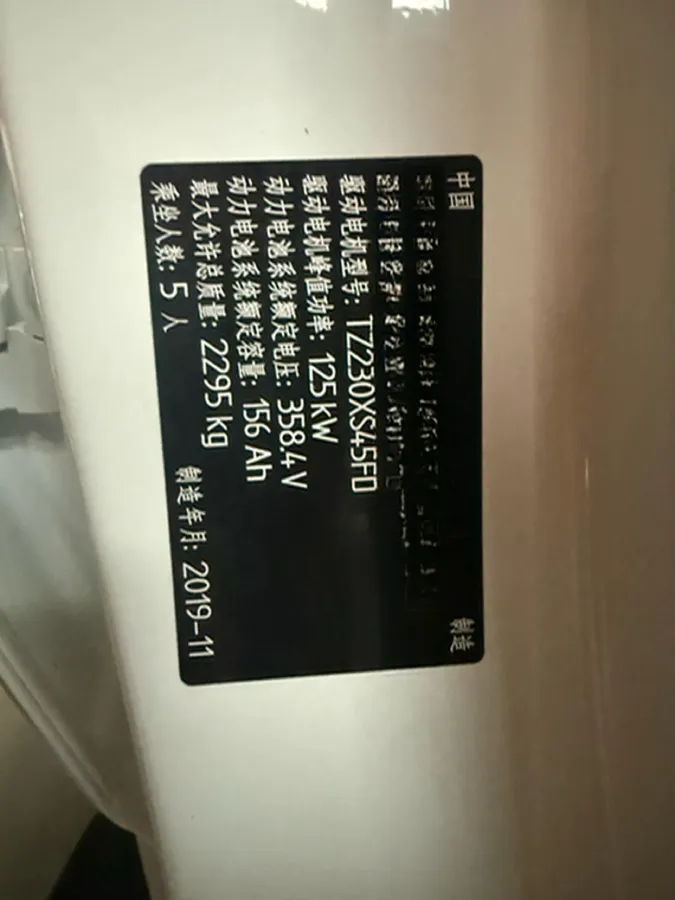 中国 制造
驱动电机型号: TZ230XS45FD
驱动电机峰值功率: 125 kW
动力电池系统额定电压: 358.4 V
动力电池系统额定容量: 156 Ah
最大允许总质量: 2295 kg
乘坐人数: 5 人 制造年月: 2019-11